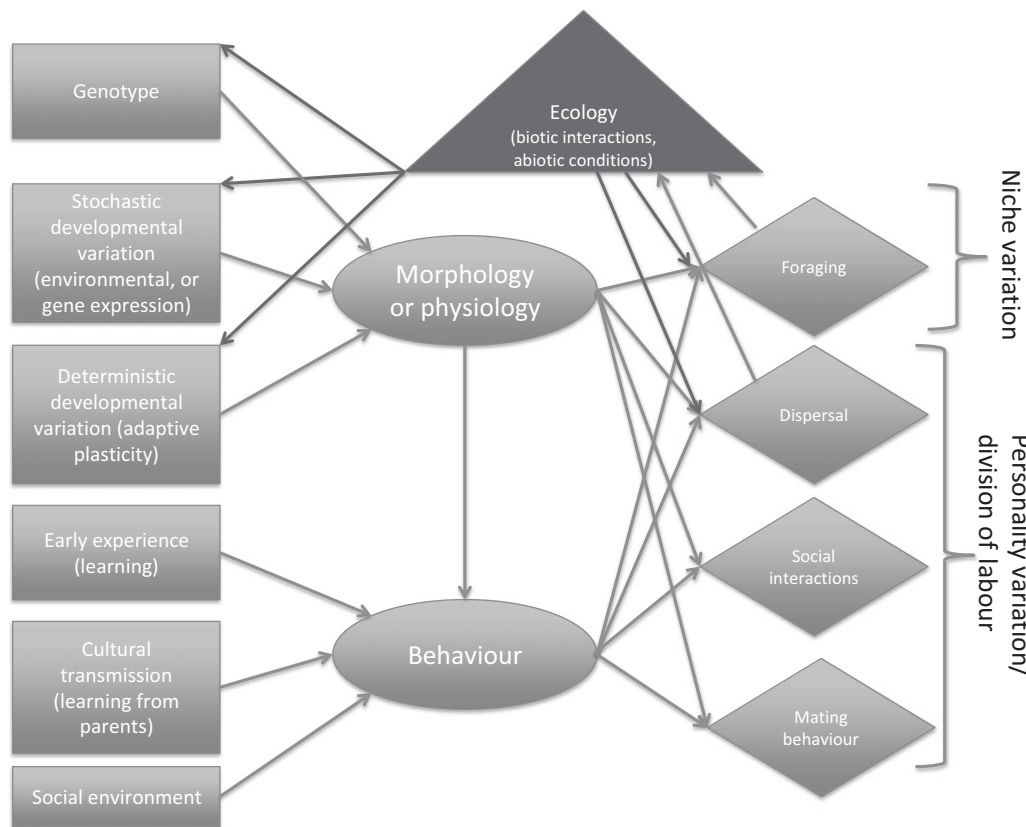 Genotype
Stochastic
developmental
variation
(environmental, or
gene expression)
Deterministic
developmental
variation (adaptive
plasticity)
Early experience
(learning)
Cultural
transmission
(learning from
parents)
Social environment
Ecology
(biotic interactions,
abiotic conditions)
Morphology
or physiology
Behaviour
Foraging
Dispersal
Social
interactions
Mating
behaviour
Niche
variation
Personality variation/
division of labour